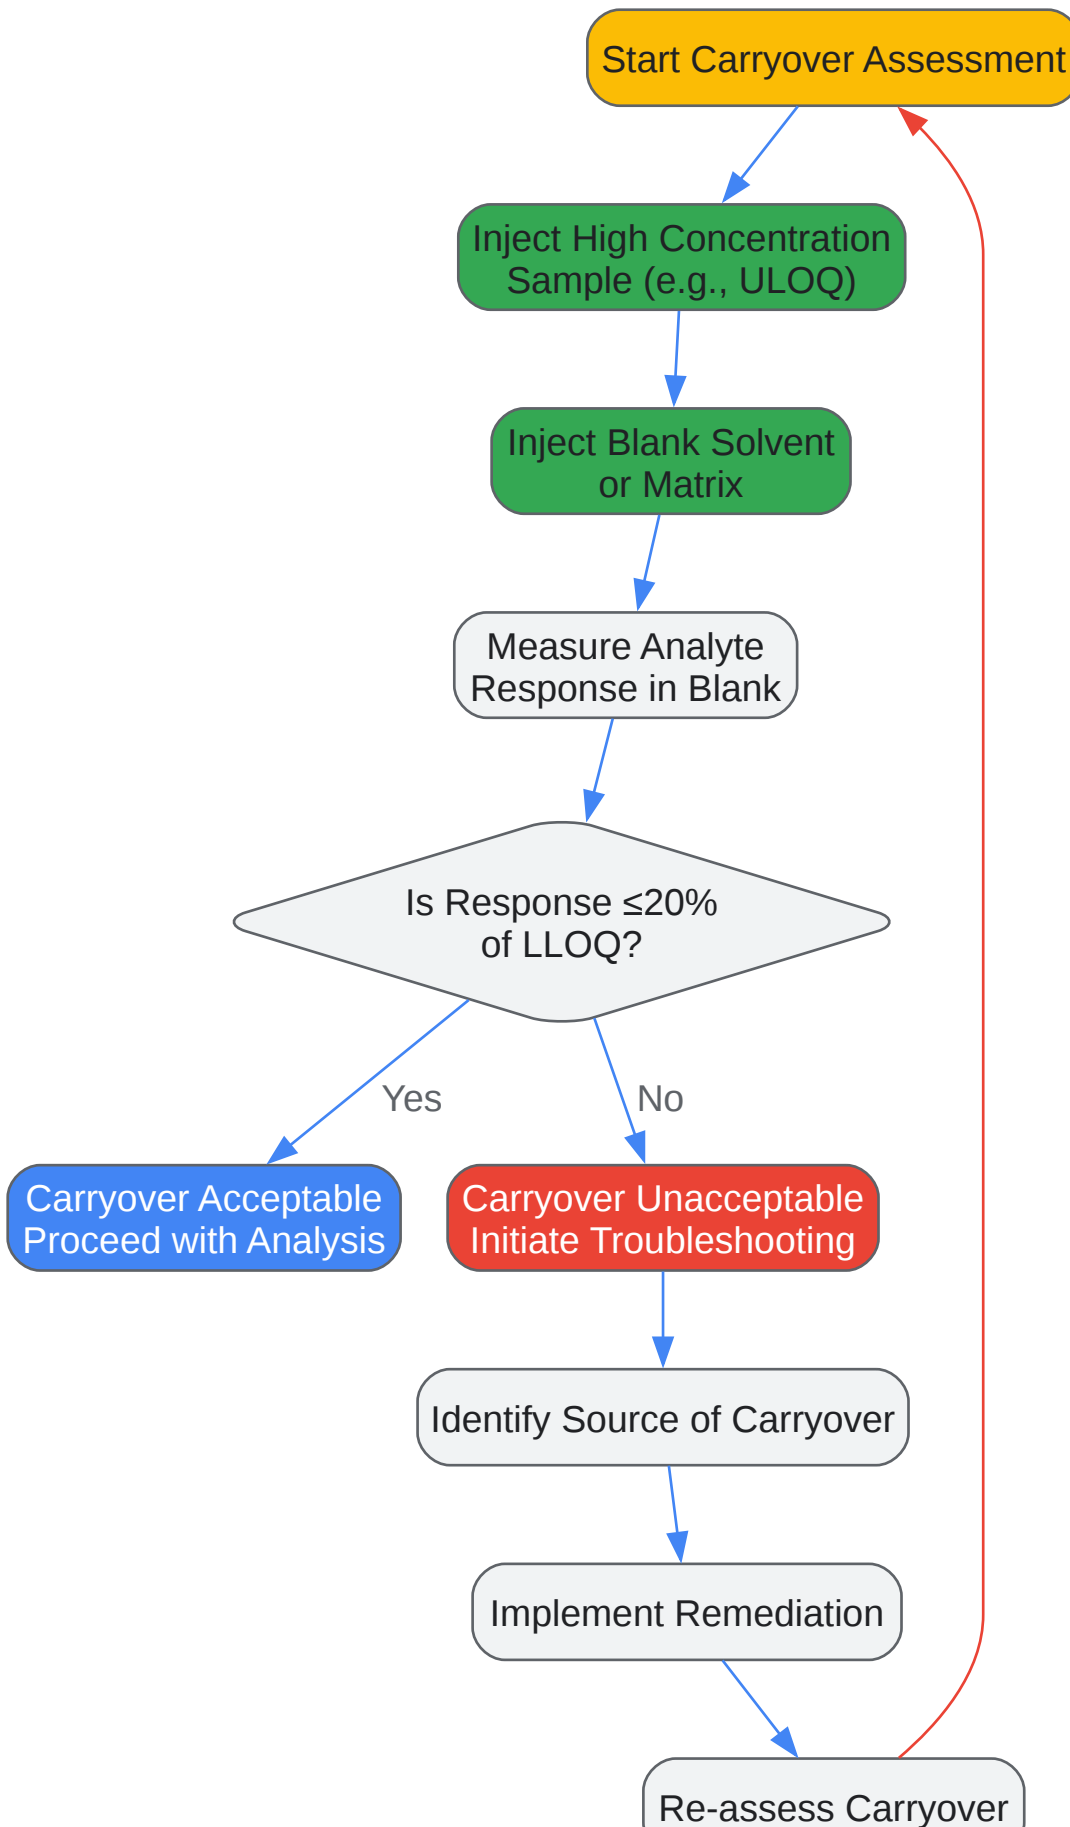 Start Carryover Assessment
Inject High Concentration
Sample (e.g., ULOQ)
Inject Blank Solvent
or Matrix
Measure Analyte
Response in Blank
Is Response ≤20%
of LLOQ?
Yes
No
Carryover Acceptable
Proceed with Analysis
Carryover Unacceptable
Initiate Troubleshooting
Identify Source of Carryover
Implement Remediation
Re-assess Carryover